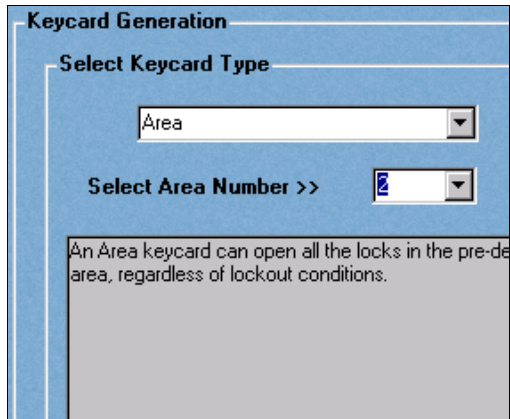 Keycard Generation
Select Keycard Type
Area
Select Area Number >> 2
An Area keycard can open all the locks in the pre-de
area, regardless of lockout conditions.